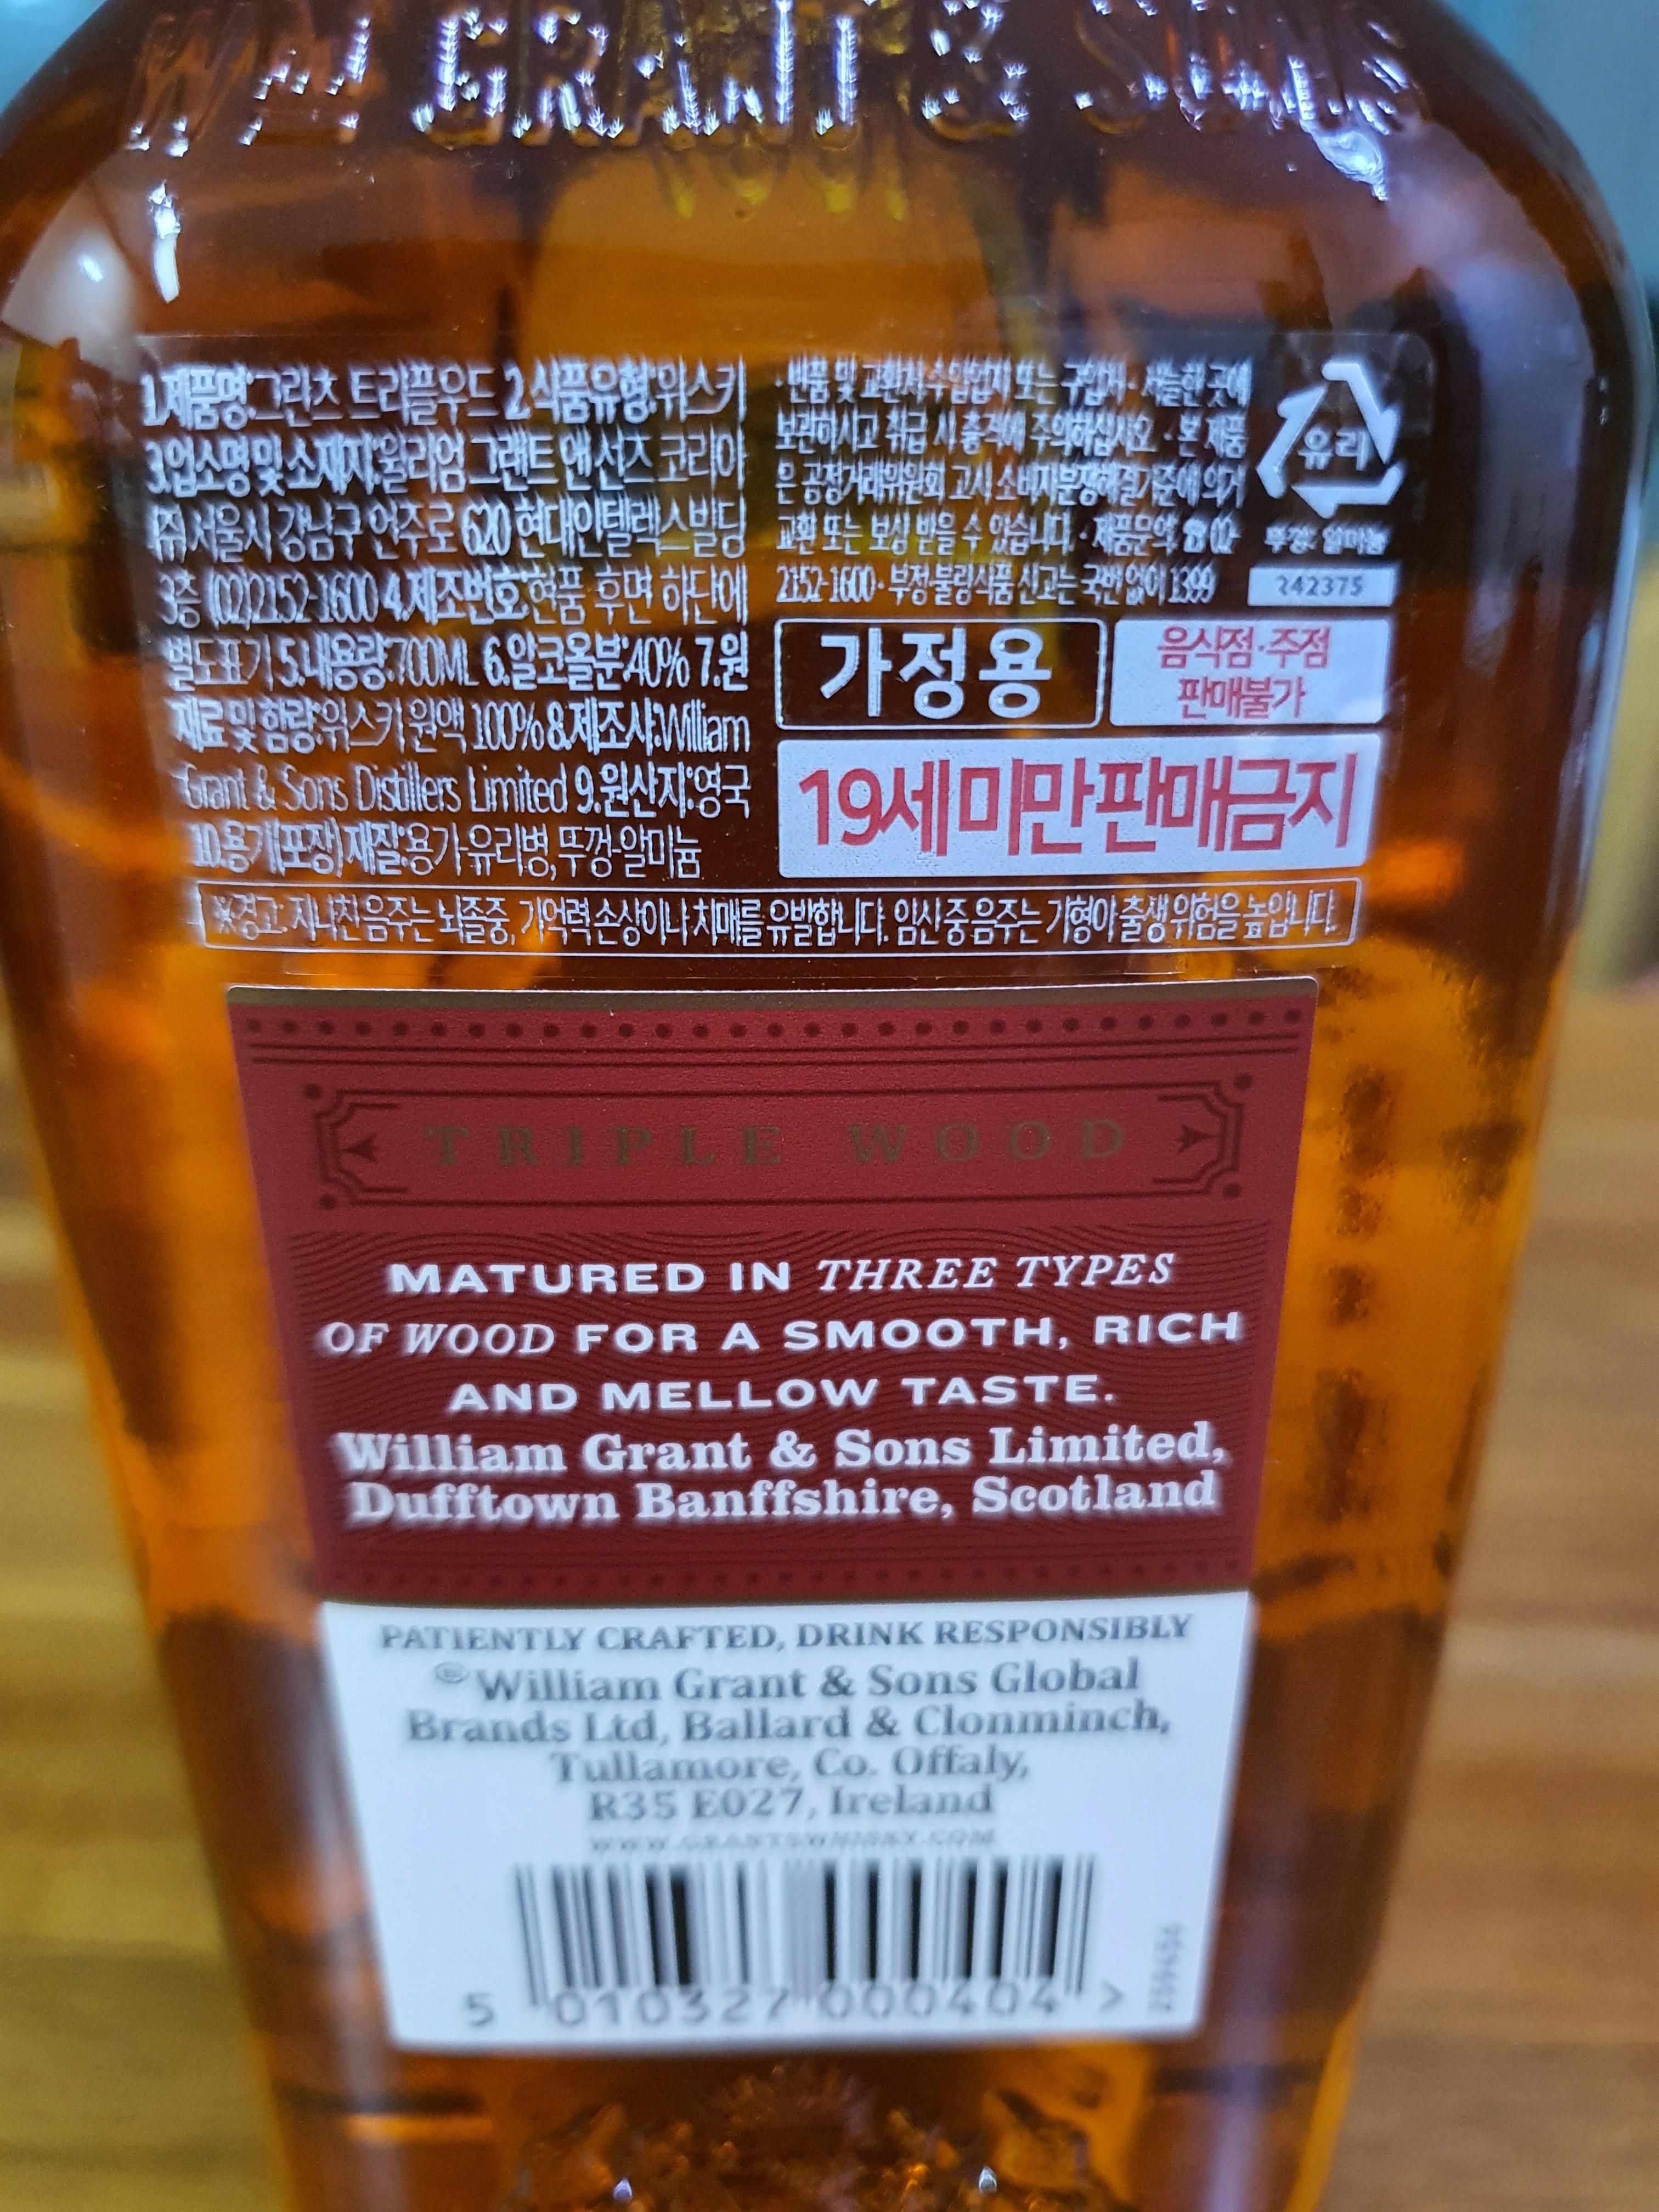 WM GRANT & SONS
1.제품명:그란츠 트리플우드 2.식품유형:위스키
3.업소명 및 소재지:윌리엄그랜트앤선즈 코리아
㈜서울시 강남구 언주로 620 현대인텔렉스빌딩
3층 (02)2152-1600 4.제조번호:현품 후면 하단에
별도표기 5.내용량:700ML 6.알코올분:40% 7.원
재료 및 함량:위스키 원액 100% 8.제조사:William
Grant & Sons Distillers Limited 9.원산지:영국
10.용기(포장)재질:용기-유리병, 뚜껑-알미늄
·반품 및 교환처:수입업체 또는 구입처 · 서늘한 곳에
보관하시고 취급 시 충격에 주의하십시오. · 본 제품
은 공정거래위원회 고시 소비자분쟁해결기준에 의거
교환 또는 보상 받을 수 있습니다. · 제품문의: ☎ 02-
2152-1600 · 부정·불량식품 신고는 국번없이 1399
유리
뚜껑: 알미늄
242375
가정용
음식점·주점
판매불가
19세 미만 판매금지
※경고: 지나친 음주는 뇌졸중, 기억력 손상이나 치매를 유발합니다. 임신 중 음주는 기형아 출생 위험을 높입니다.
TRIPLE WOOD
MATURED IN THREE TYPES
OF WOOD FOR A SMOOTH, RICH
AND MELLOW TASTE.
William Grant & Sons Limited,
Dufftown Banffshire, Scotland
PATIENTLY CRAFTED, DRINK RESPONSIBLY
®William Grant & Sons Global
Brands Ltd, Ballard & Clonminch,
Tullamore, Co. Offaly,
R35 E027, Ireland
WWW.GRANTSWHISKY.COM
5 010327 000404 >